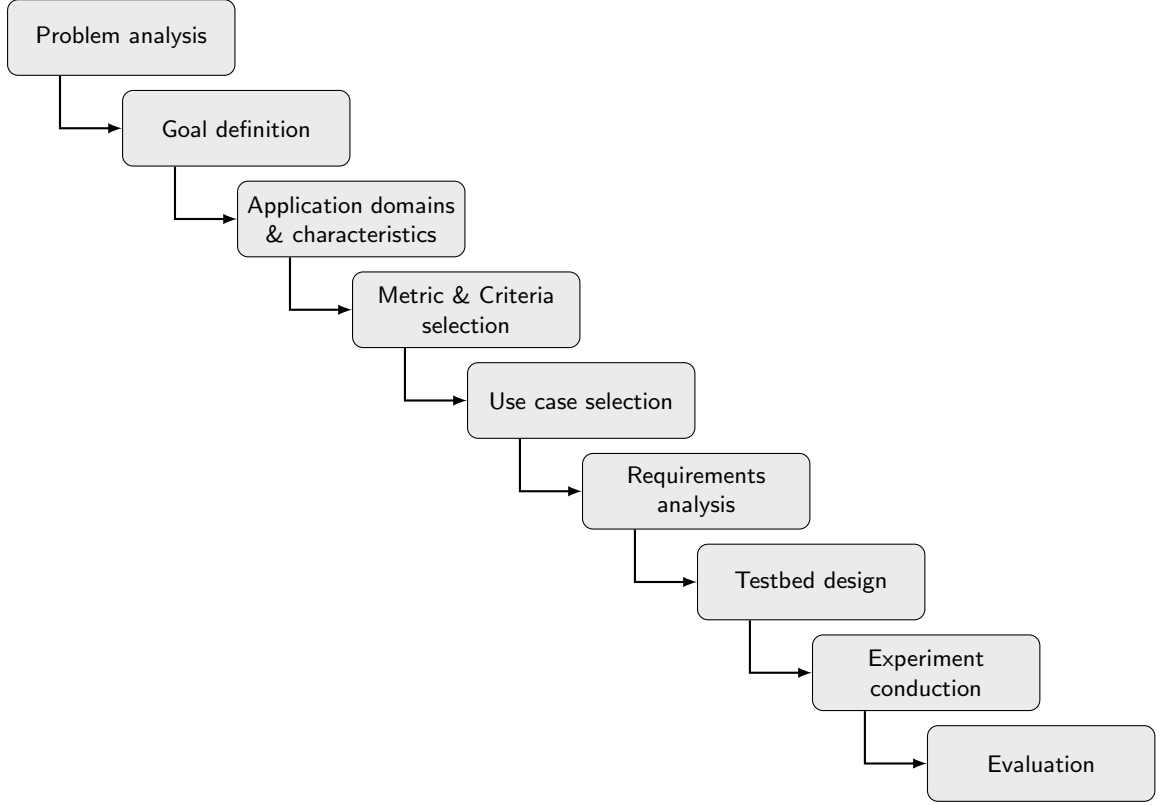 Problem analysis
Goal definition
Application domains
& characteristics
Metric & Criteria
selection
Use case selection
Requirements
analysis
Testbed design
Experiment
conduction
Evaluation